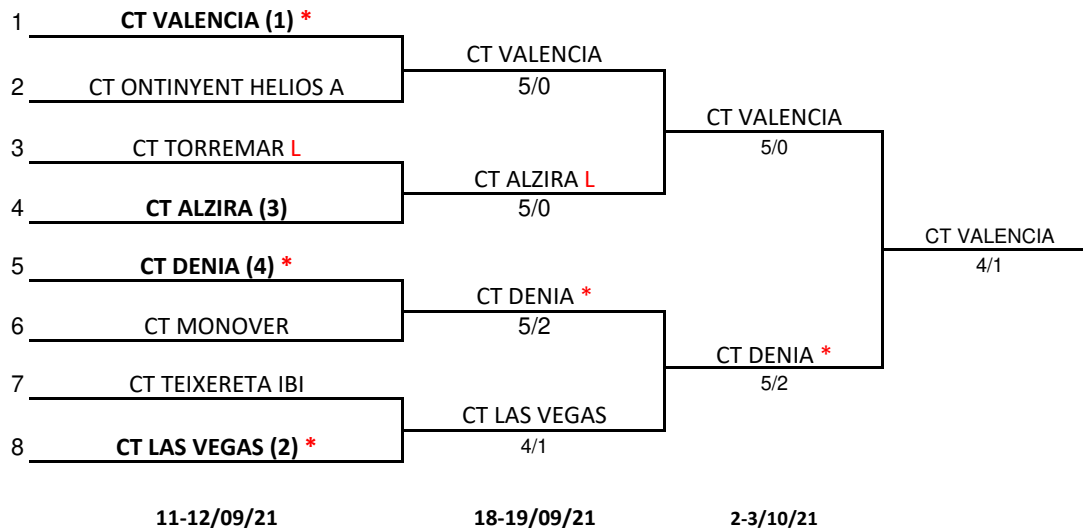 1 CT VALENCIA (1) *
CT VALENCIA
2 CT ONTINYENT HELIOS A
5/0
CT VALENCIA
5/0
3 CT TORREMAR L
CT ALZIRA L
4 CT ALZIRA (3)
5/0
CT VALENCIA
4/1
5 CT DENIA (4) *
CT DENIA *
6 CT MONOVER
5/2
CT DENIA *
5/2
7 CT TEIXERETA IBI
CT LAS VEGAS
8 CT LAS VEGAS (2) *
4/1
11-12/09/21 18-19/09/21 2-3/10/21